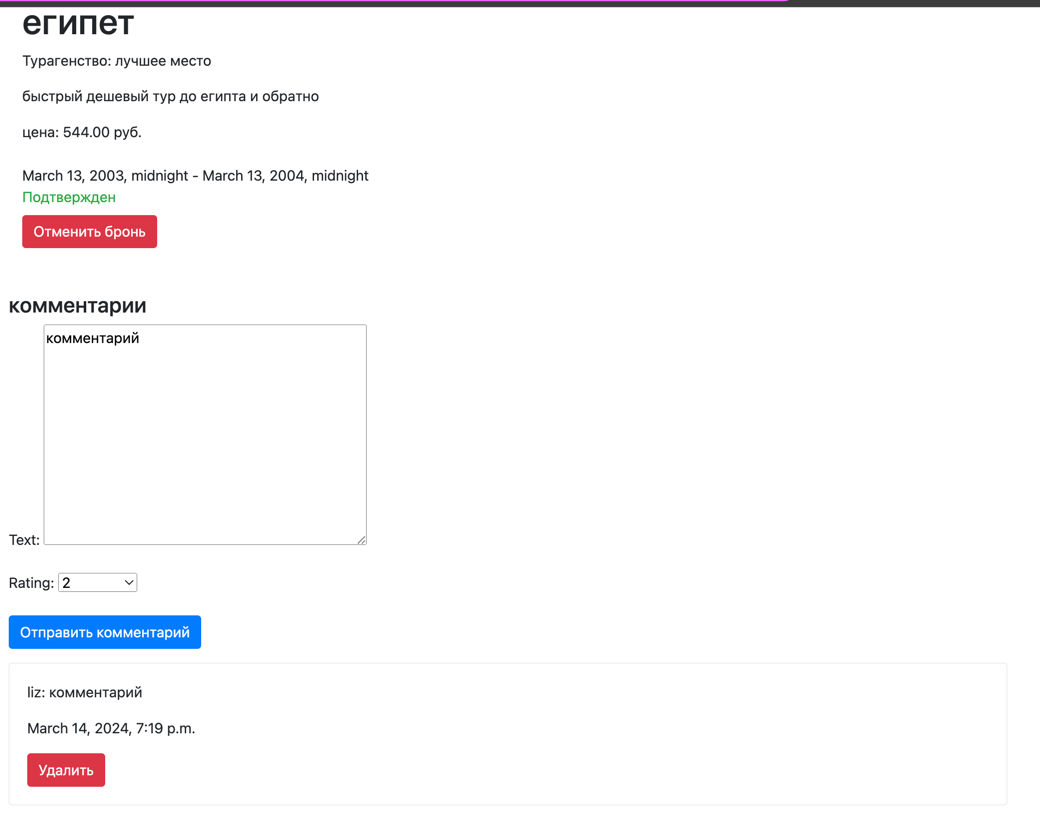 египет
Турагенство: лучшее место
быстрый дешевый тур до египта и обратно
цена: 544.00 руб.
March 13, 2003, midnight - March 13, 2004, midnight
Подтвержден
Отменить бронь
комментарии
комментарий
Text:
Rating: 2
Отправить комментарий
liz: комментарий
March 14, 2024, 7:19 p.m.
Удалить